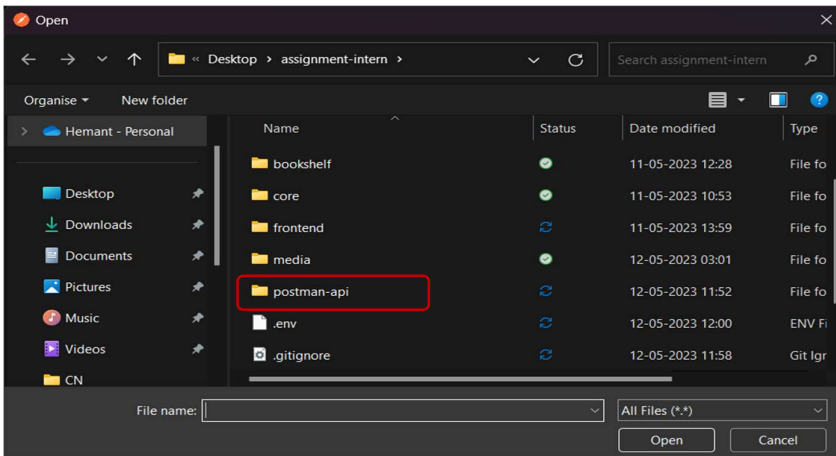 Open
« Desktop > assignment-intern >
Search assignment-intern
Organise
New folder
Hemant - Personal
Name Status Date modified Type
bookshelf 11-05-2023 12:28 File fo
core 11-05-2023 10:53 File fo
frontend 11-05-2023 13:59 File fo
media 12-05-2023 03:01 File fo
postman-api 12-05-2023 11:52 File fo
.env 12-05-2023 12:00 ENV Fi
.gitignore 12-05-2023 11:58 Git Igr
Desktop
Downloads
Documents
Pictures
Music
Videos
CN
File name:
All Files (*.*)
Open
Cancel